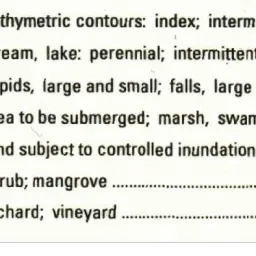 thymetric contours: index; interm
ream, lake: perennial; intermittent
pids, large and small; falls, large
ea to be submerged; marsh, swam
nd subject to controlled inundation
rub; mangrove ........................
chard; vineyard ......................